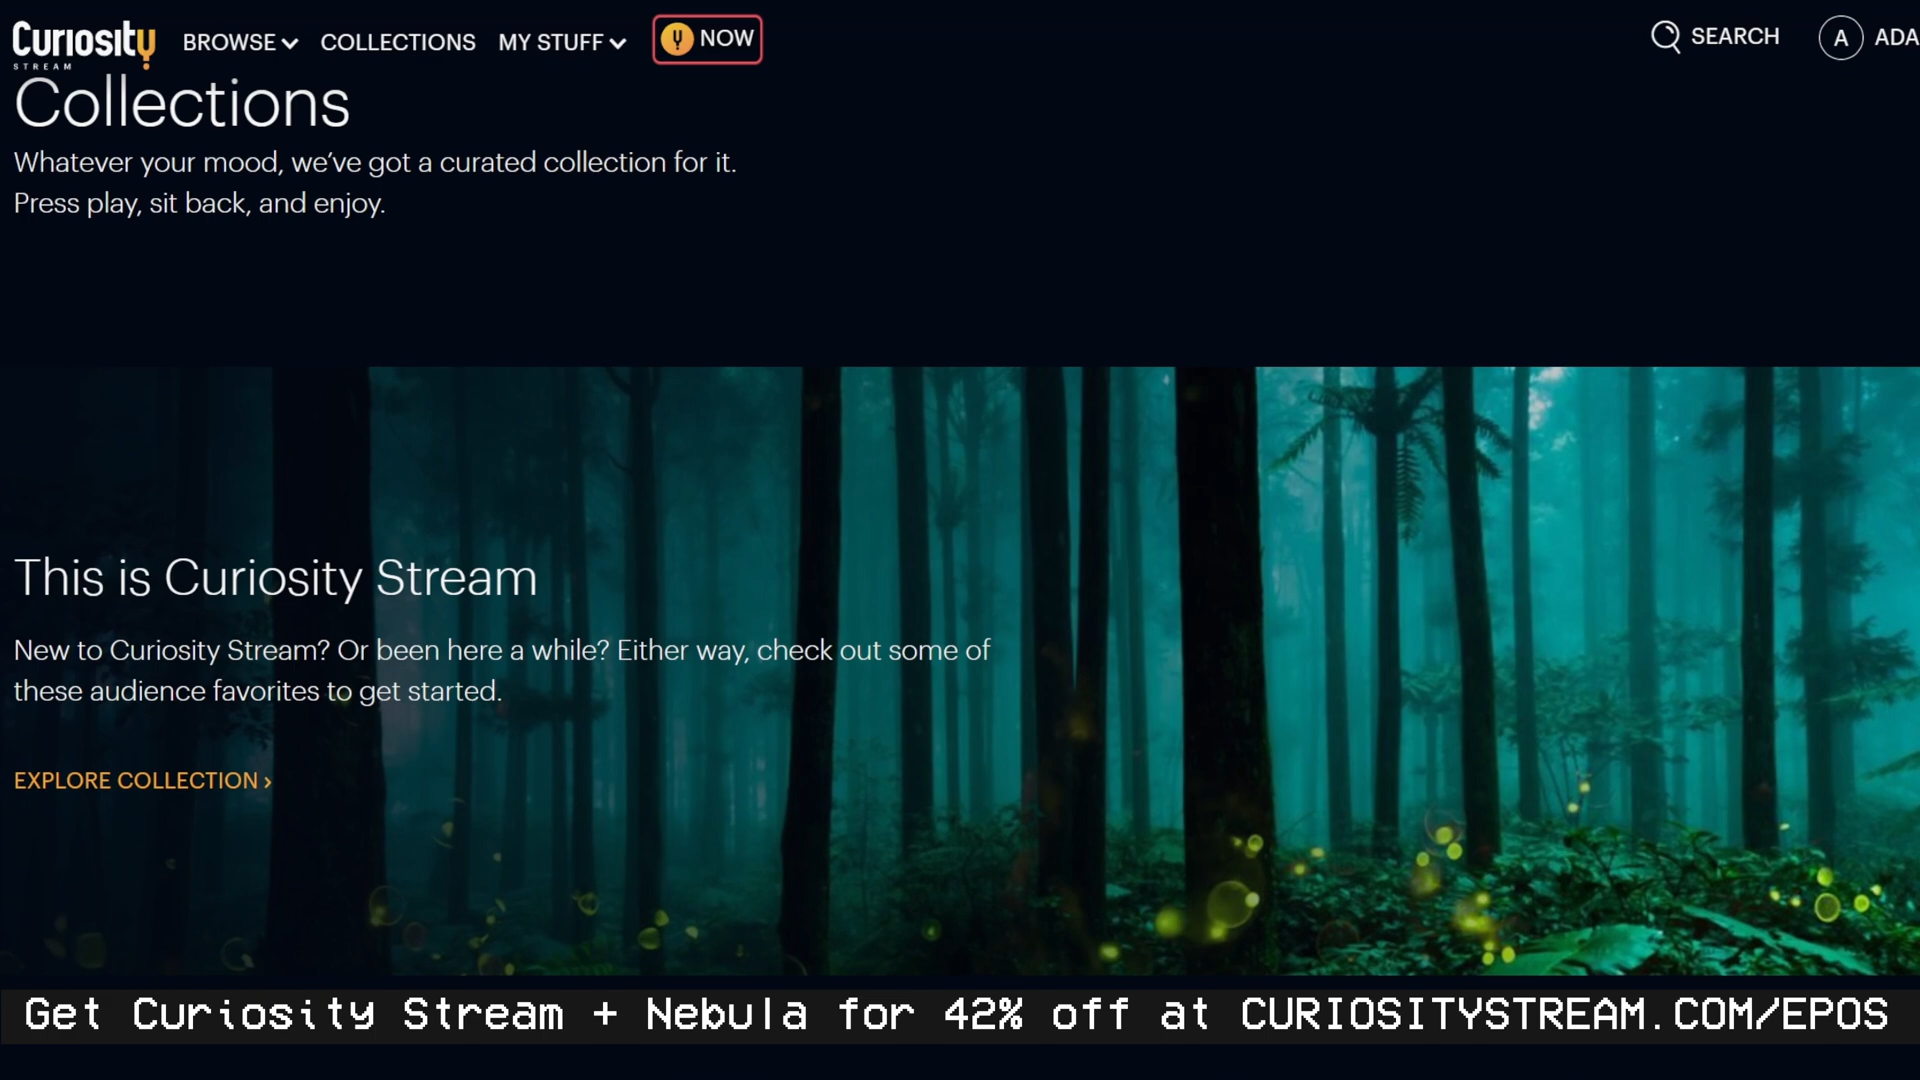 Curiosity
STREAM
BROWSE COLLECTIONS MY STUFF NOW SEARCH A ADA
Collections
Whatever your mood, we've got a curated collection for it.
Press play, sit back, and enjoy.
This is Curiosity Stream
New to Curiosity Stream? Or been here a while? Either way, check out some of
these audience favorites to get started.
EXPLORE COLLECTION ›
Get Curiosity Stream + Nebula for 42% off at CURIOSITYSTREAM.COM/EPOS